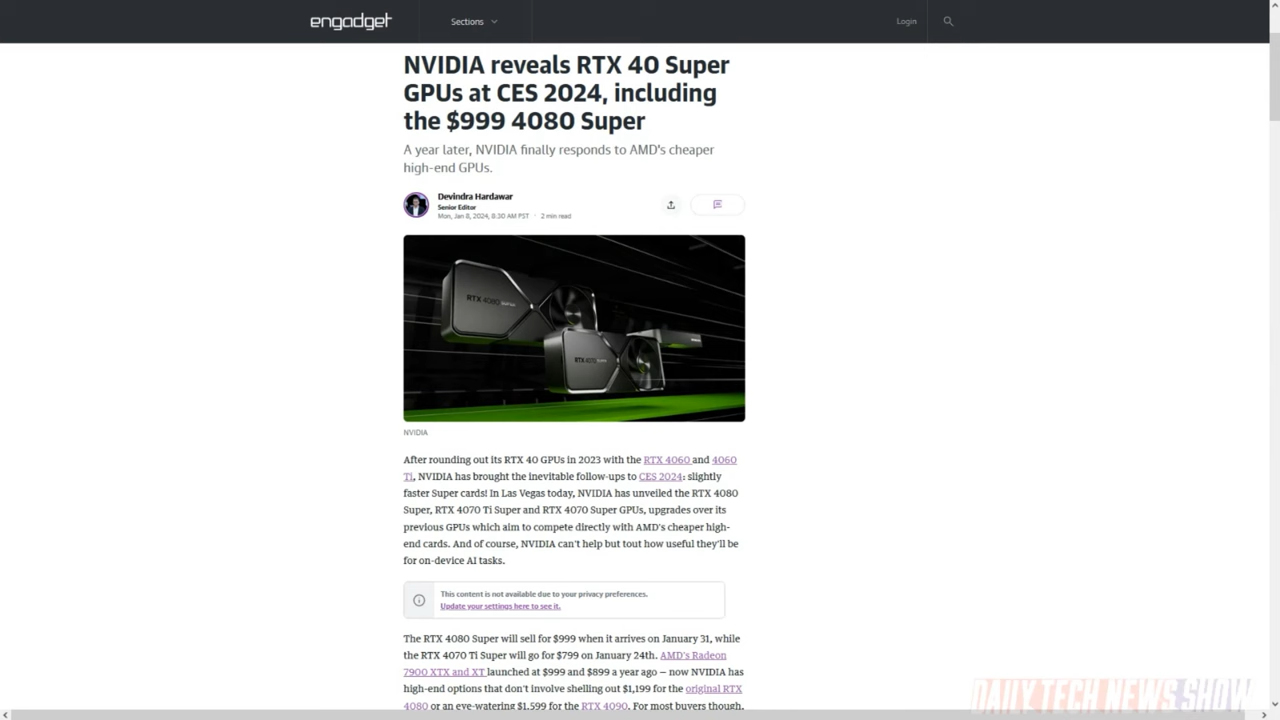 engadget
Sections
Login
NVIDIA reveals RTX 40 Super
GPUs at CES 2024, including
the $999 4080 Super
A year later, NVIDIA finally responds to AMD's cheaper
high-end GPUs.
Devindra Hardawar
Senior Editor
Mon, Jan 8, 2024, 8:30 AM PST · 2 min read
RTX 4080 SUPER
RTX 4070 SUPER
NVIDIA
After rounding out its RTX 40 GPUs in 2023 with the RTX 4060 and 4060
Ti, NVIDIA has brought the inevitable follow-ups to CES 2024: slightly
faster Super cards! In Las Vegas today, NVIDIA has unveiled the RTX 4080
Super, RTX 4070 Ti Super and RTX 4070 Super GPUs, upgrades over its
previous GPUs which aim to compete directly with AMD's cheaper high-
end cards. And of course, NVIDIA can't help but tout how useful they'll be
for on-device AI tasks.
This content is not available due to your privacy preferences.
Update your settings here to see it.
The RTX 4080 Super will sell for $999 when it arrives on January 31, while
the RTX 4070 Ti Super will go for $799 on January 24th. AMD's Radeon
7900 XTX and XT launched at $999 and $899 a year ago — now NVIDIA has
high-end options that don't involve shelling out $1,199 for the original RTX
4080 or an eye-watering $1,599 for the RTX 4090. For most buyers though,
DAILY TECH NEWS SHOW